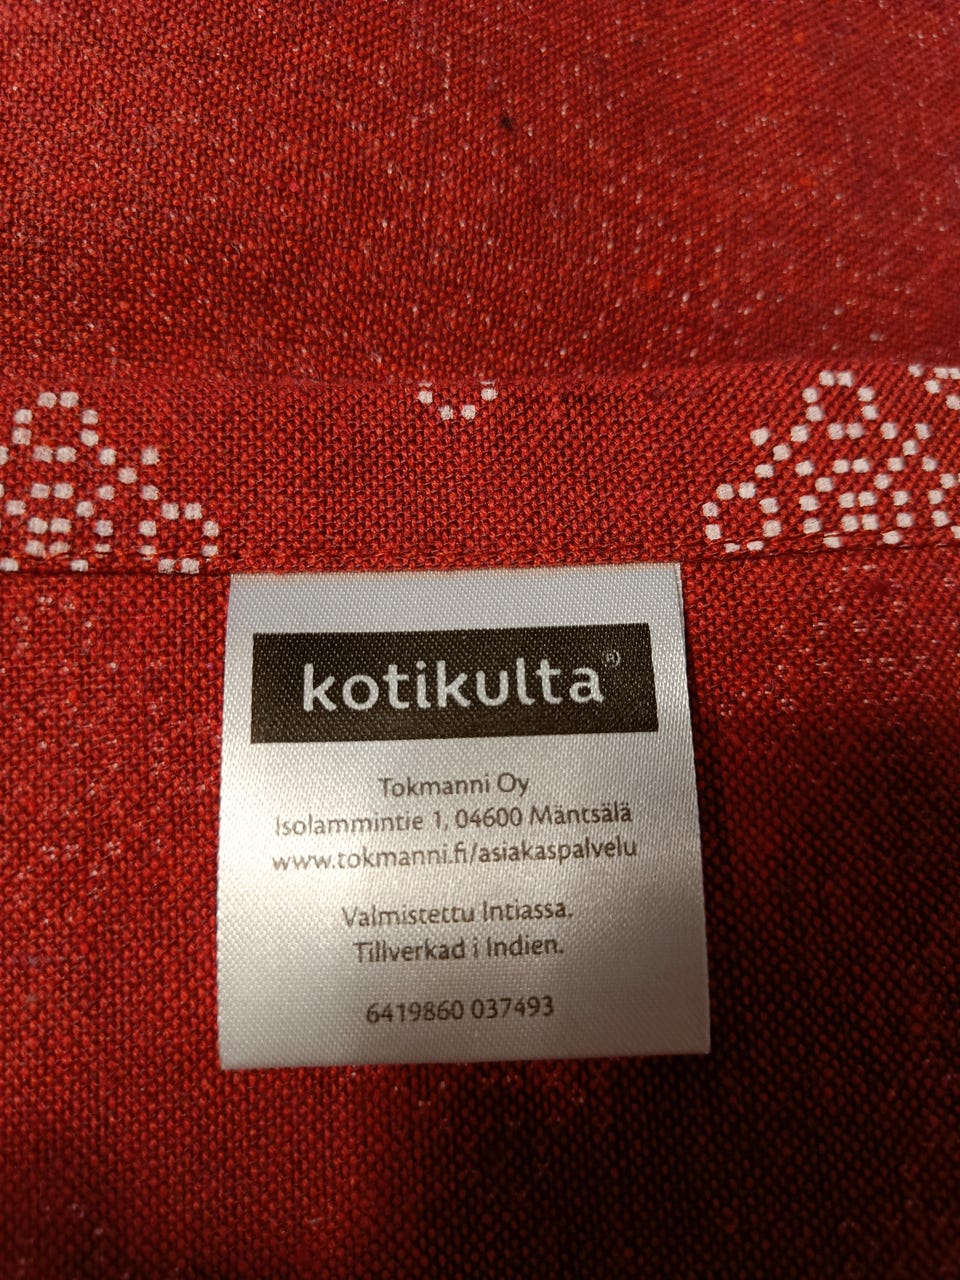 kotikulta®
Tokmanni Oy
Isolammintie 1, 04600 Mäntsälä
www.tokmanni.fi/asiakaspalvelu
Valmistettu Intiassa.
Tillverkad i Indien.
6419860 037493